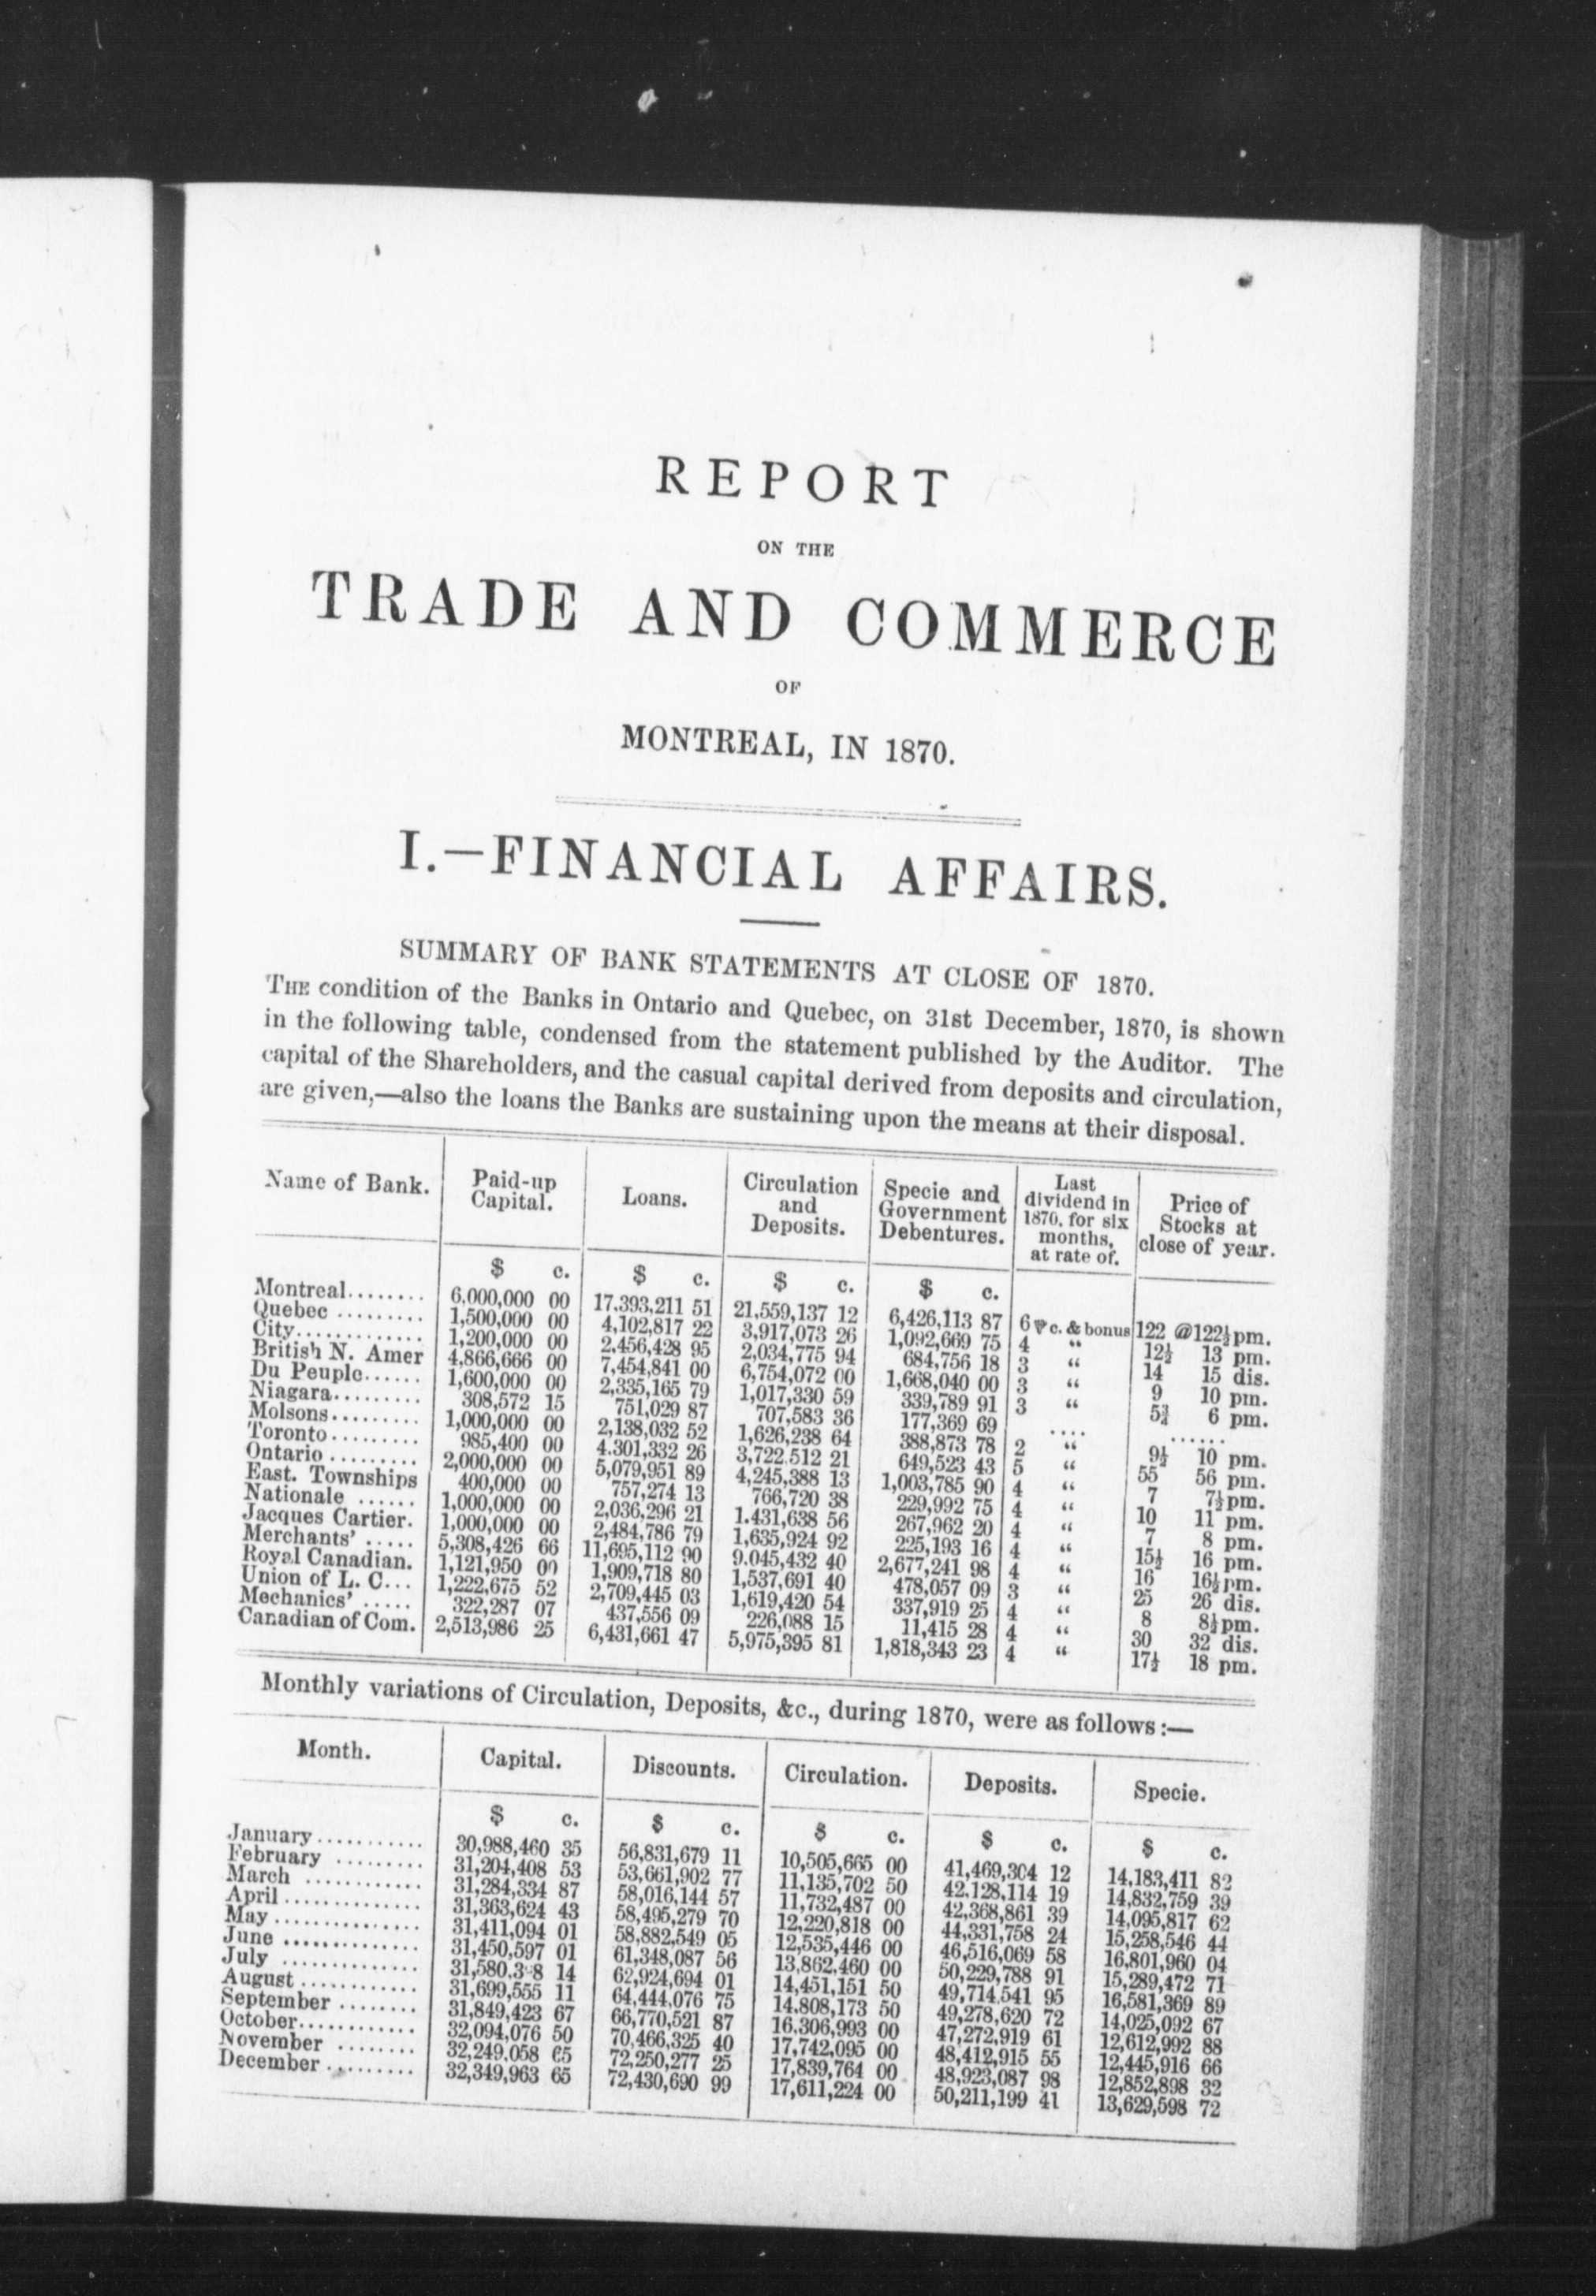 REPORT
ON THE
TRADE AND COMMERCE
OF
MONTREAL, IN 1870.
I.—FINANCIAL AFFAIRS.
SUMMARY OF BANK STATEMENTS AT CLOSE OF 1870.
THE condition of the Banks in Ontario and Quebec, on 31st December, 1870, is shown
in the following table, condensed from the statement published by the Auditor. The
capital of the Shareholders, and the casual capital derived from deposits and circulation,
are given,—also the loans the Banks are sustaining upon the means at their disposal.
Name of Bank. Paid-up Capital. Loans. Circulation and Deposits. Specie and Government Debentures. Last dividend in 1870, for six months, at rate of. Price of Stocks at close of year.
$ c. $ c. $ c. $ c.
Montreal........ 6,000,000 00 17,393,211 51 21,559,137 12 6,426,113 87 6 ⅌ c. & bonus 122 @122½pm.
Quebec ......... 1,500,000 00 4,102,817 22 3,917,073 26 1,092,669 75 4 “ 12½ 13 pm.
City............. 1,200,000 00 2,456,428 95 2,034,775 94 684,756 18 3 “ 14 15 dis.
British N. Amer 4,866,666 00 7,454,841 00 6,754,072 00 1,668,040 00 3 “ 9 10 pm.
Du Peuple...... 1,600,000 00 2,335,165 79 1,017,330 59 339,789 91 3 “ 5¾ 6 pm.
Niagara......... 308,572 15 751,029 87 707,583 36 177,369 69 .... ......
Molsons......... 1,000,000 00 2,138,032 52 1,626,238 64 388,873 78 2 “ 9½ 10 pm.
Toronto......... 985,400 00 4,301,332 26 3,722,512 21 649,523 43 5 “ 55 56 pm.
Ontario ......... 2,000,000 00 5,079,951 89 4,245,388 13 1,003,785 90 4 “ 7 7½pm.
East. Townships 400,000 00 757,274 13 766,720 38 229,992 75 4 “ 10 11 pm.
Nationale ...... 1,000,000 00 2,036,296 21 1,431,638 56 267,962 20 4 “ 7 8 pm.
Jacques Cartier. 1,000,000 00 2,484,786 79 1,635,924 92 225,193 16 4 “ 15½ 16 pm.
Merchants' ..... 5,308,426 66 11,695,112 90 9,045,432 40 2,677,241 98 4 “ 16 16½pm.
Royal Canadian. 1,121,950 00 1,909,718 80 1,537,691 40 478,057 09 3 “ 25 26 dis.
Union of L. C... 1,222,675 52 2,709,445 03 1,619,420 54 337,919 25 4 “ 8 8½pm.
Mechanics' ..... 322,287 07 437,556 09 226,088 15 11,415 28 4 “ 30 32 dis.
Canadian of Com. 2,513,986 25 6,431,661 47 5,975,395 81 1,818,343 23 4 “ 17½ 18 pm.
Monthly variations of Circulation, Deposits, &c., during 1870, were as follows:—
Month. Capital. Discounts. Circulation. Deposits. Specie.
$ c. $ c. $ c. $ c. $ c.
January........... 30,988,460 35 56,831,679 11 10,505,665 00 41,469,304 12 14,183,411 82
February ......... 31,204,408 53 53,661,902 77 11,135,702 50 42,128,114 19 14,832,759 39
March ............ 31,284,334 87 58,016,144 57 11,732,487 00 42,368,861 39 14,095,817 62
April.............. 31,363,624 43 58,495,279 70 12,220,818 00 44,331,758 24 15,258,546 44
May............... 31,411,094 01 58,882,549 05 12,535,446 00 46,516,069 58 16,801,960 04
June .............. 31,450,597 01 61,348,087 56 13,862,460 00 50,229,788 91 15,289,472 71
July .............. 14 62,924,694 01 14,451,151 50 49,714,541 95 16,581,369 89
August............ 31,699,555 11 64,444,076 75 14,808,173 50 49,278,620 72 14,025,092 67
September ........ 31,849,423 67 66,770,521 87 16,306,993 00 47,272,919 61 12,612,992 88
October............ 32,094,076 50 70,466,325 40 17,742,095 00 48,412,915 55 12,445,916 66
November ........ 32,249,058 65 72,250,277 25 17,839,764 00 48,923,087 98 12,852,898 32
December ......... 32,349,963 65 72,430,690 99 17,611,224 00 50,211,199 41 13,629,598 72